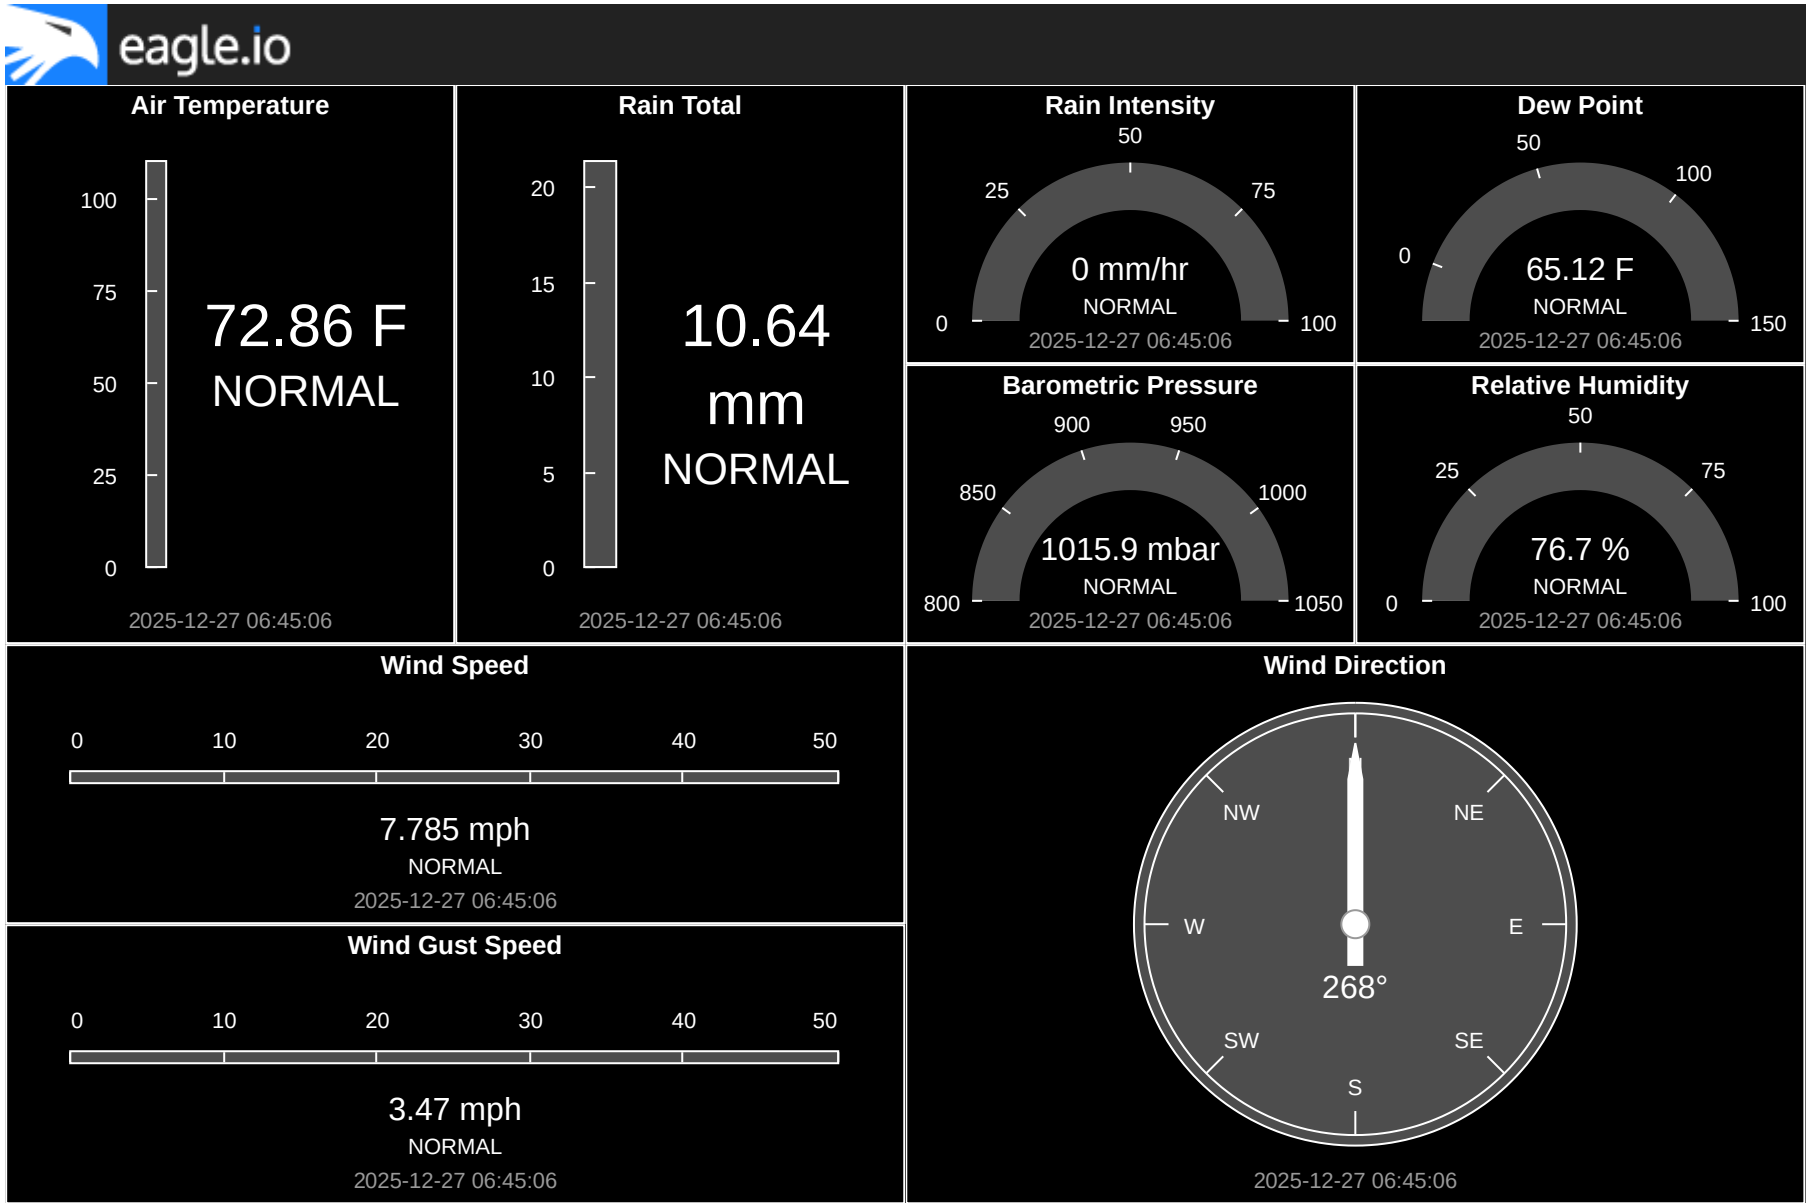 eagle.io
Air Temperature
100
75
50
25
0
72.86 F
NORMAL
2025-12-27 06:45:06
Rain Total
20
15
10
5
0
10.64
mm
NORMAL
2025-12-27 06:45:06
Rain Intensity
0
25
50
75
100
0 mm/hr
NORMAL
2025-12-27 06:45:06
Dew Point
0
50
100
150
65.12 F
NORMAL
2025-12-27 06:45:06
Barometric Pressure
800
850
900
950
1000
1050
1015.9 mbar
NORMAL
2025-12-27 06:45:06
Relative Humidity
0
25
50
75
100
76.7 %
NORMAL
2025-12-27 06:45:06
Wind Speed
0 10 20 30 40 50
7.785 mph
NORMAL
2025-12-27 06:45:06
Wind Gust Speed
0 10 20 30 40 50
3.47 mph
NORMAL
2025-12-27 06:45:06
Wind Direction
NW NE
W E
268°
SW SE
S
2025-12-27 06:45:06